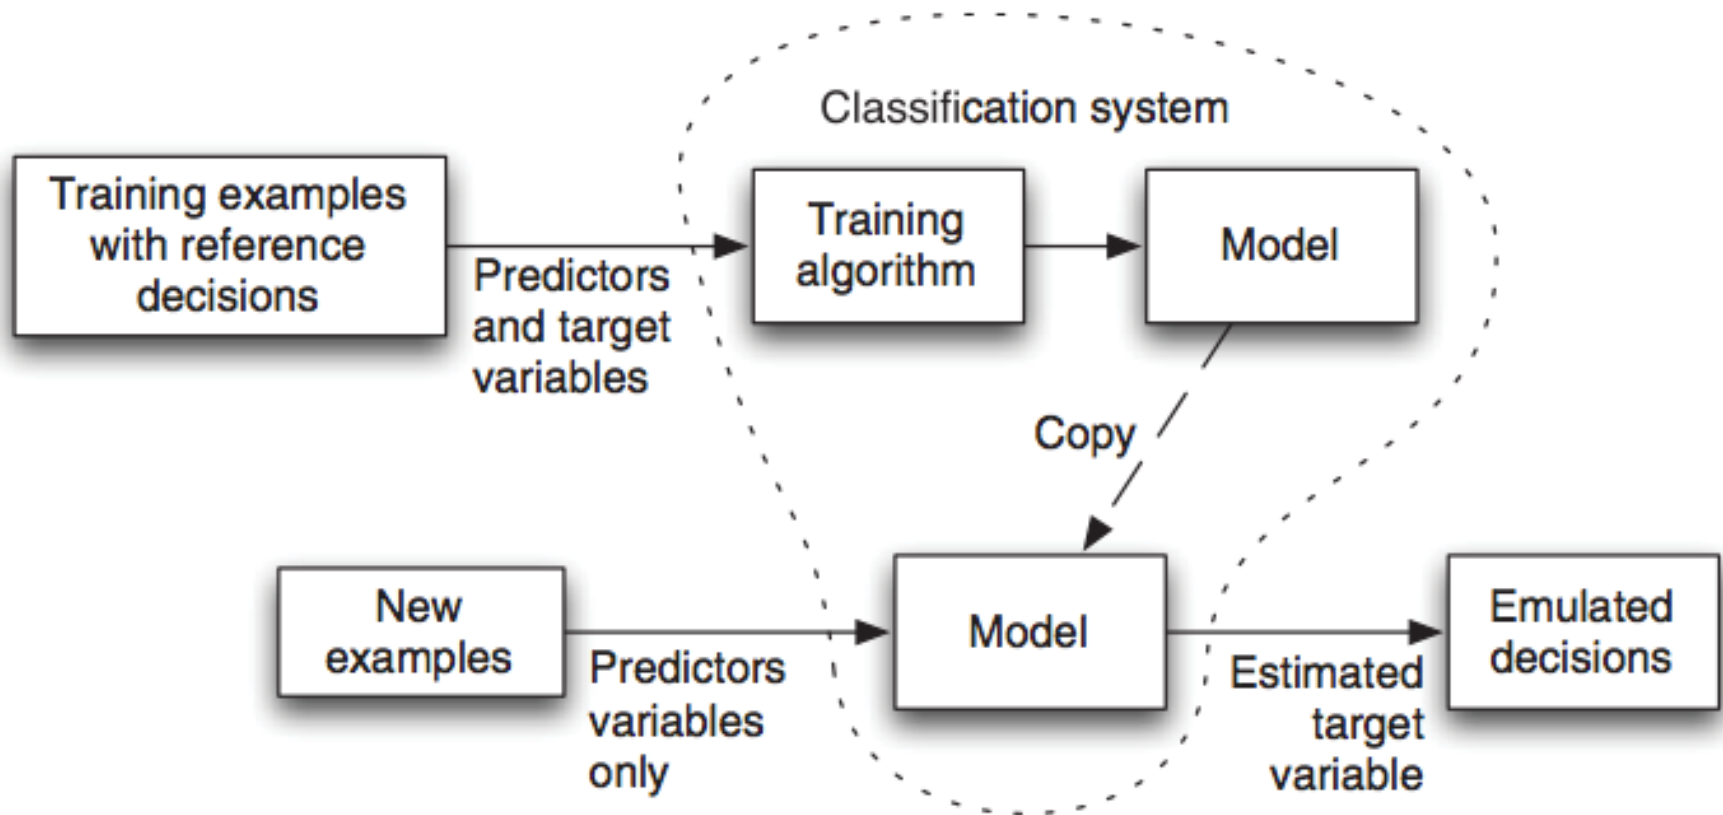 Classification system
Training examples
with reference
decisions
Predictors
and target
variables
Training
algorithm
Model
Copy
New
examples
Predictors
variables
only
Model
Estimated
target
variable
Emulated
decisions